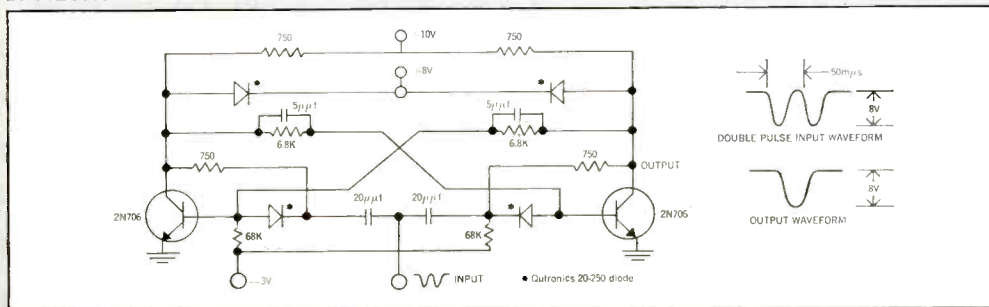 750
10V
750
8V
5μμf
5μμf
6.8K
6.8K
750
750
OUTPUT
20μμf
20μμf
2N706
2N706
68K
68K
3V
INPUT
Qutronics 20-250 diode
50mμs
8V
DOUBLE PULSE INPUT WAVEFORM
8V
OUTPUT WAVEFORM